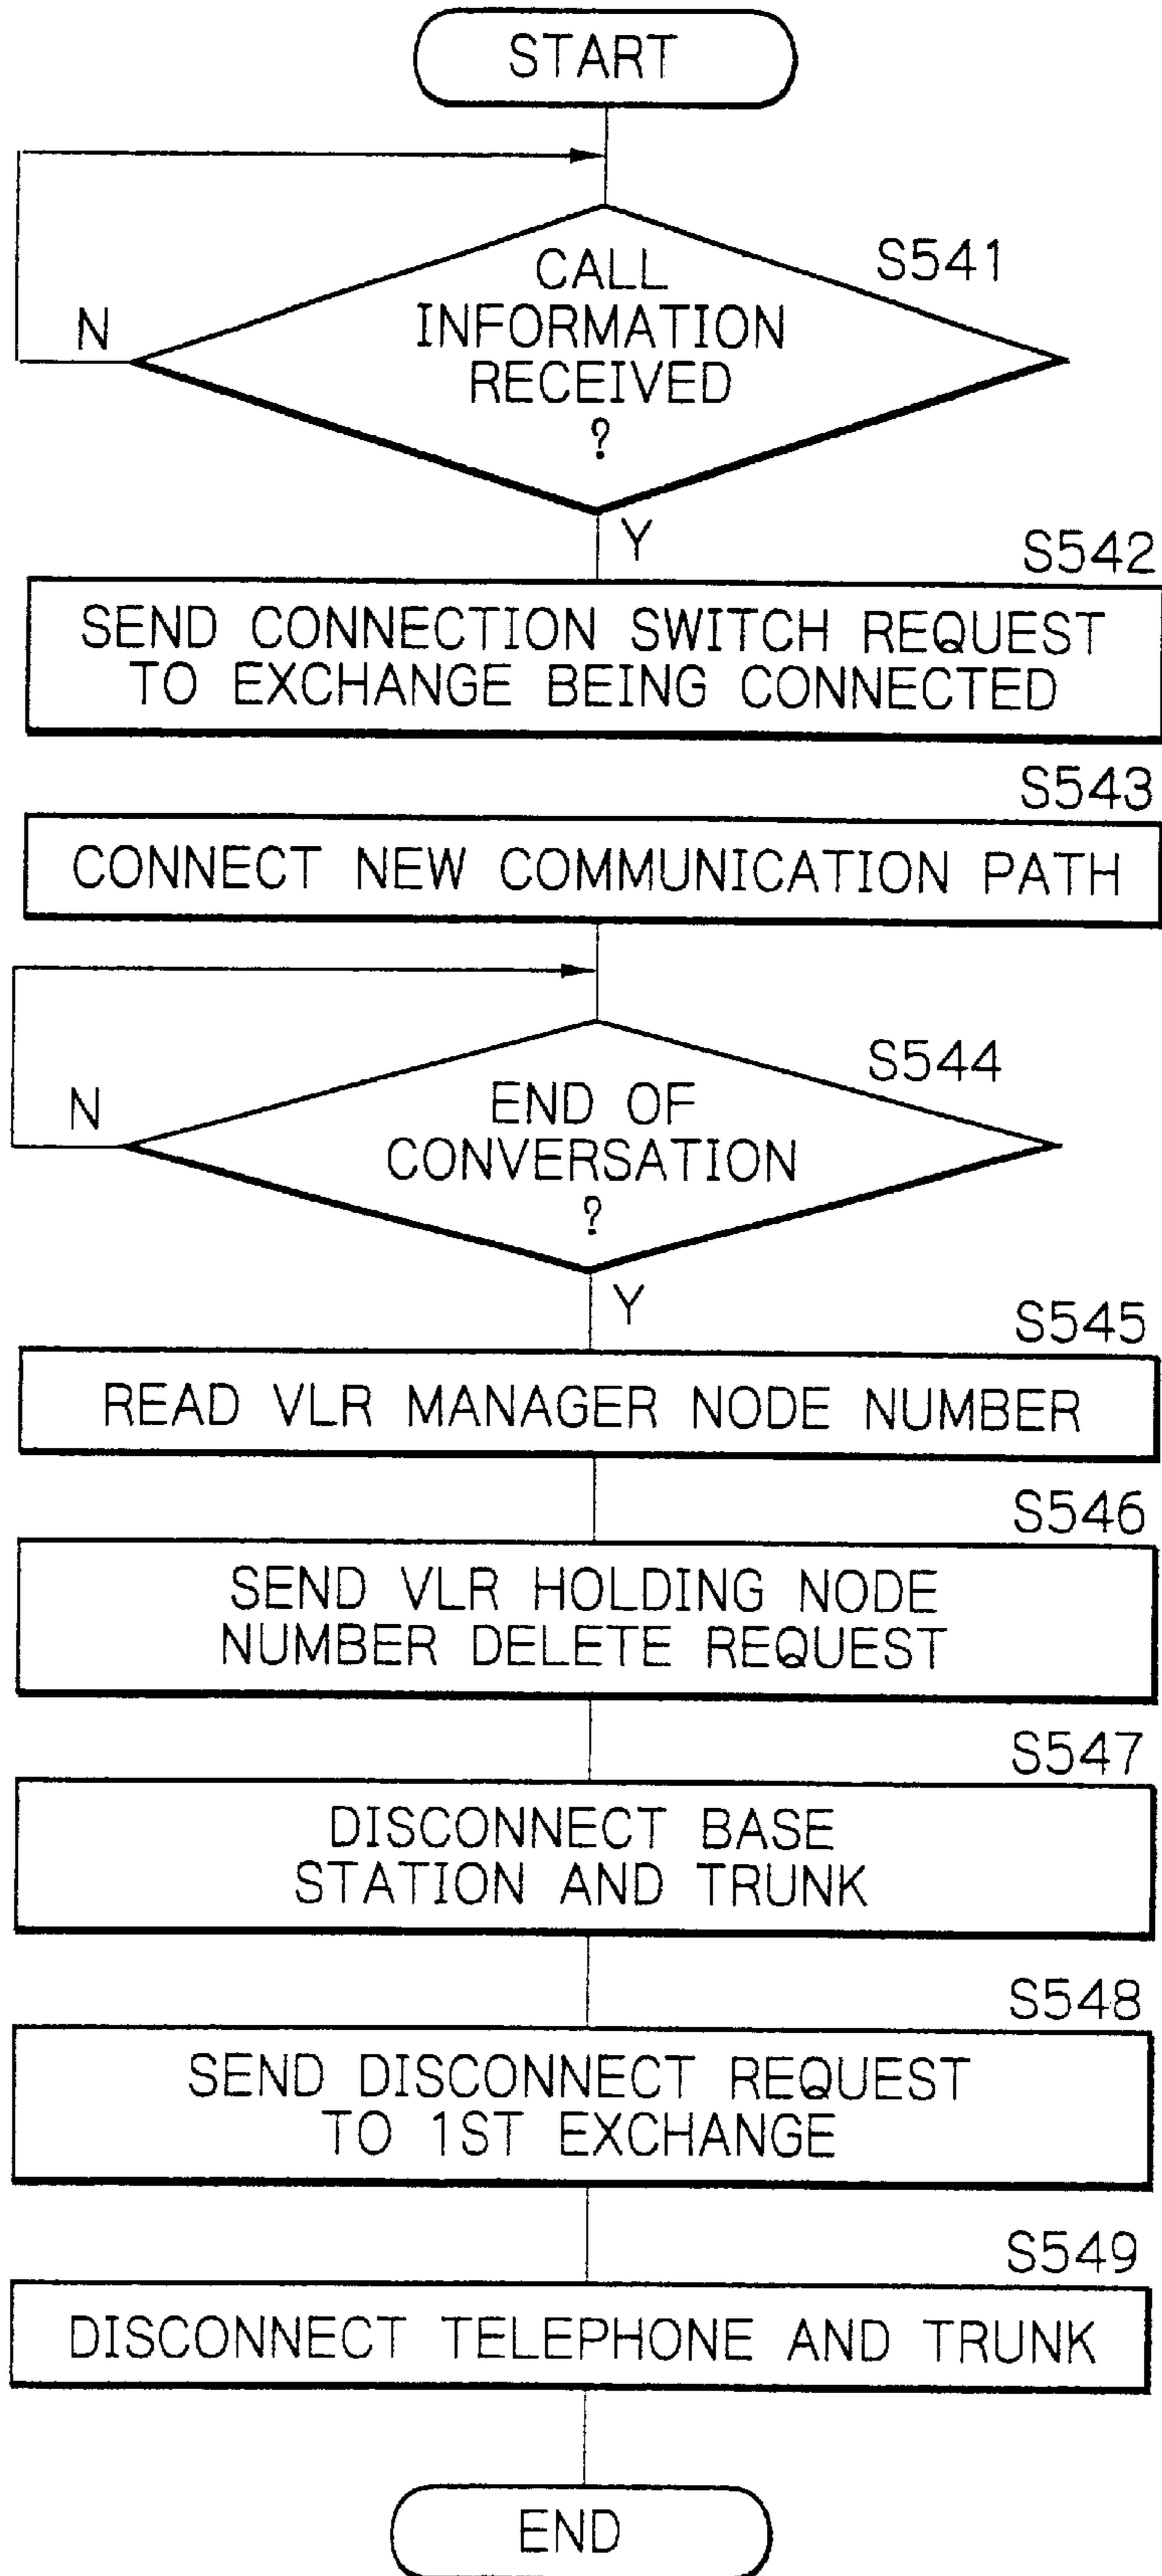 START
CALL
INFORMATION
RECEIVED
?
S541
N
Y
S542
SEND CONNECTION SWITCH REQUEST
TO EXCHANGE BEING CONNECTED
S543
CONNECT NEW COMMUNICATION PATH
S544
END OF
CONVERSATION
?
N
Y
S545
READ VLR MANAGER NODE NUMBER
S546
SEND VLR HOLDING NODE
NUMBER DELETE REQUEST
S547
DISCONNECT BASE
STATION AND TRUNK
S548
SEND DISCONNECT REQUEST
TO 1ST EXCHANGE
S549
DISCONNECT TELEPHONE AND TRUNK
END